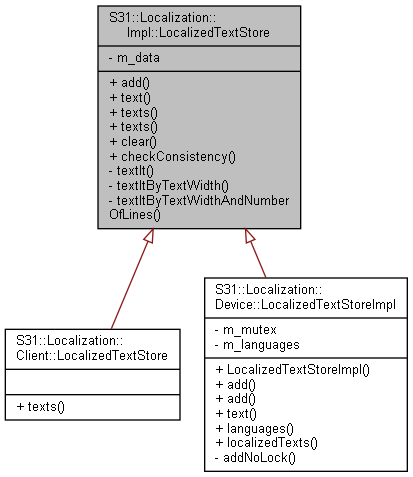 S31::Localization::
Impl::LocalizedTextStore
- m_data
+ add()
+ text()
+ texts()
+ texts()
+ clear()
+ checkConsistency()
- textIt()
- textItByTextWidth()
- textItByTextWidthAndNumber
OfLines()
S31::Localization::
Client::LocalizedTextStore
+ texts()
S31::Localization::
Device::LocalizedTextStoreImpl
- m_mutex
- m_languages
+ LocalizedTextStoreImpl()
+ add()
+ add()
+ text()
+ languages()
+ localizedTexts()
- addNoLock()